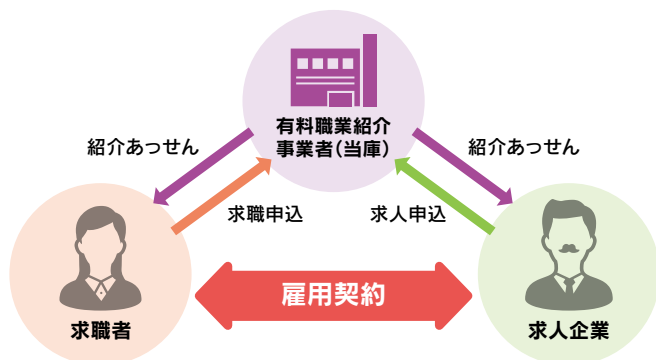 有料職業紹介
事業者(当庫)
紹介あっせん
紹介あっせん
求職申込
求人申込
雇用契約
求職者
求人企業